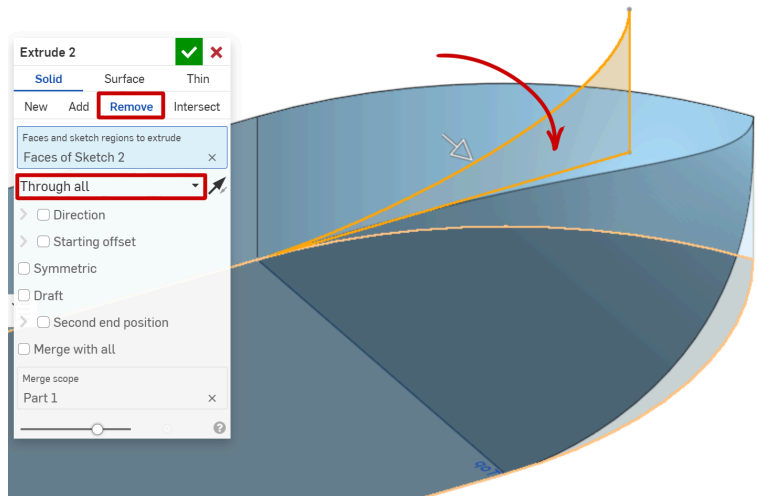 Extrude 2
Solid Surface Thin
New Add Remove Intersect
Faces and sketch regions to extrude
Faces of Sketch 2
Through all
Direction
Starting offset
Symmetric
Draft
Second end position
Merge with all
Merge scope
Part 1